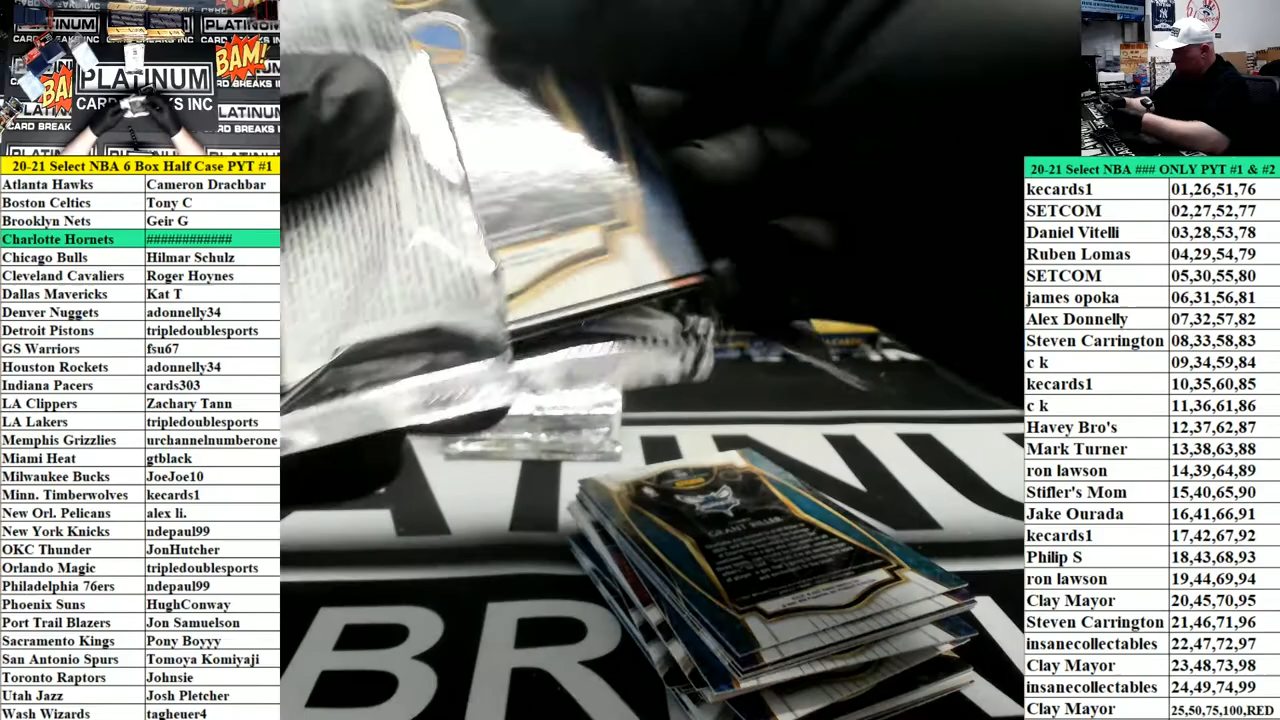 PLATINUM
CARD BREAKS INC
BAM!
20-21 Select NBA 6 Box Half Case PYT #1
Atlanta Hawks Cameron Drachbar
Boston Celtics Tony C
Brooklyn Nets Geir G
Charlotte Hornets ############
Chicago Bulls Hilmar Schulz
Cleveland Cavaliers Roger Hoynes
Dallas Mavericks Kat T
Denver Nuggets adonnelly34
Detroit Pistons tripledoublesports
GS Warriors fsu67
Houston Rockets adonnelly34
Indiana Pacers cards303
LA Clippers Zachary Tann
LA Lakers tripledoublesports
Memphis Grizzlies urchannelnumberone
Miami Heat gtblack
Milwaukee Bucks JoeJoe10
Minn. Timberwolves kecards1
New Orl. Pelicans alex li.
New York Knicks ndepaul99
OKC Thunder JonHutcher
Orlando Magic tripledoublesports
Philadelphia 76ers ndepaul99
Phoenix Suns HughConway
Port Trail Blazers Jon Samuelson
Sacramento Kings Pony Boyyy
San Antonio Spurs Tomoya Komiyaji
Toronto Raptors Johnsie
Utah Jazz Josh Pletcher
Wash Wizards tagheuer4
ATINU
BR
20-21 Select NBA ### ONLY PYT #1 & #2
kecards1 01,26,51,76
SETCOM 02,27,52,77
Daniel Vitelli 03,28,53,78
Ruben Lomas 04,29,54,79
SETCOM 05,30,55,80
james opoka 06,31,56,81
Alex Donnelly 07,32,57,82
Steven Carrington 08,33,58,83
c k 09,34,59,84
kecards1 10,35,60,85
c k 11,36,61,86
Havey Bro's 12,37,62,87
Mark Turner 13,38,63,88
ron lawson 14,39,64,89
Stifler's Mom 15,40,65,90
Jake Ourada 16,41,66,91
kecards1 17,42,67,92
Philip S 18,43,68,93
ron lawson 19,44,69,94
Clay Mayor 20,45,70,95
Steven Carrington 21,46,71,96
insanecollectables 22,47,72,97
Clay Mayor 23,48,73,98
insanecollectables 24,49,74,99
Clay Mayor 25,50,75,100,RED